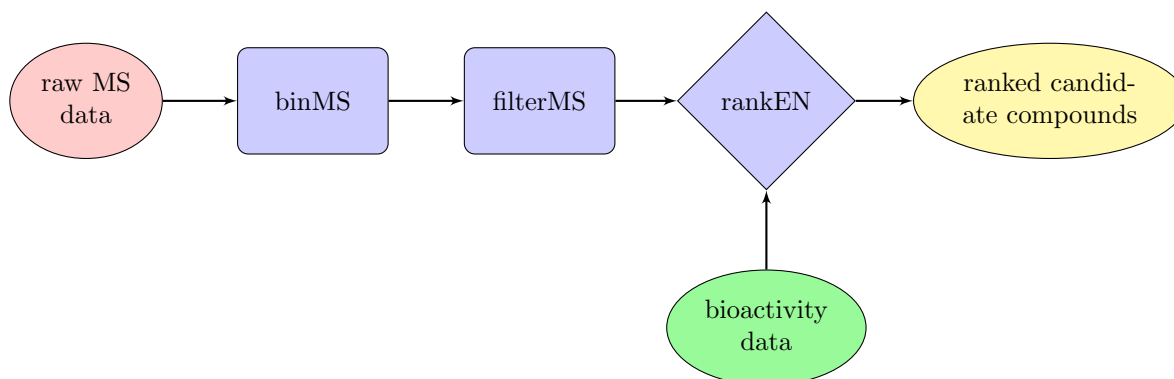 raw MS
data
binMS
filterMS
rankEN
ranked candid-
ate compounds
bioactivity
data